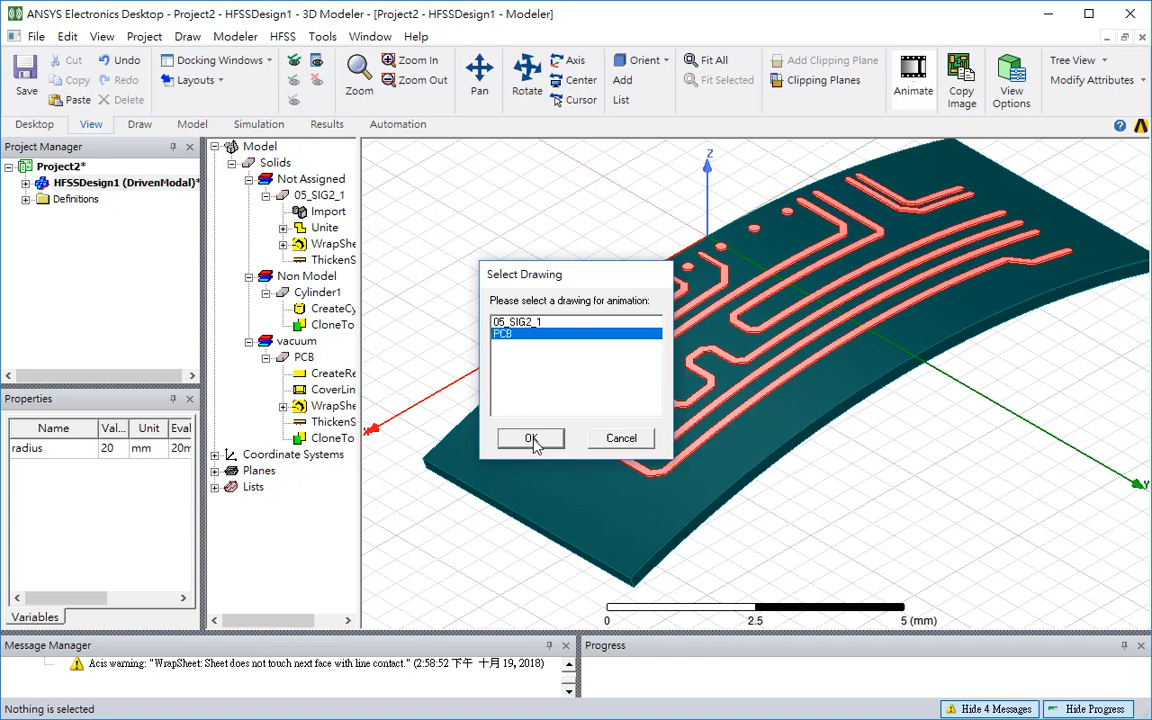 ANSYS Electronics Desktop - Project2 - HFSSDesign1 - 3D Modeler - [Project2 - HFSSDesign1 - Modeler]
File Edit View Project Draw Modeler HFSS Tools Window Help
Save
Cut
Copy
Paste
Undo
Redo
Delete
Docking Windows
Layouts
Zoom
Zoom In
Zoom Out
Pan
Rotate
Axis
Center
Cursor
Orient
Add
List
Fit All
Fit Selected
Add Clipping Plane
Clipping Planes
Animate
Copy Image
View Options
Tree View
Modify Attributes
Desktop View Draw Model Simulation Results Automation
Project Manager
Project2*
HFSSDesign1 (DrivenModal)*
Definitions
Properties
Name Val... Unit Eval
radius 20 mm 20m
Variables
Model
Solids
Not Assigned
05_SIG2_1
Import
Unite
WrapShe
ThickenS
Non Model
Cylinder1
CreateCy
CloneTo
vacuum
PCB
CreateRe
CoverLin
WrapShe
ThickenS
CloneTo
Coordinate Systems
Planes
Lists
Z
X
Y
Select Drawing
Please select a drawing for animation:
05_SIG2_1
PCB
OK Cancel
0 2.5 5 (mm)
Message Manager
Acis warning: "WrapSheet: Sheet does not touch next face with line contact." (2:58:52 下午 十月 19, 2018)
Progress
Nothing is selected
Hide 4 Messages
Hide Progress